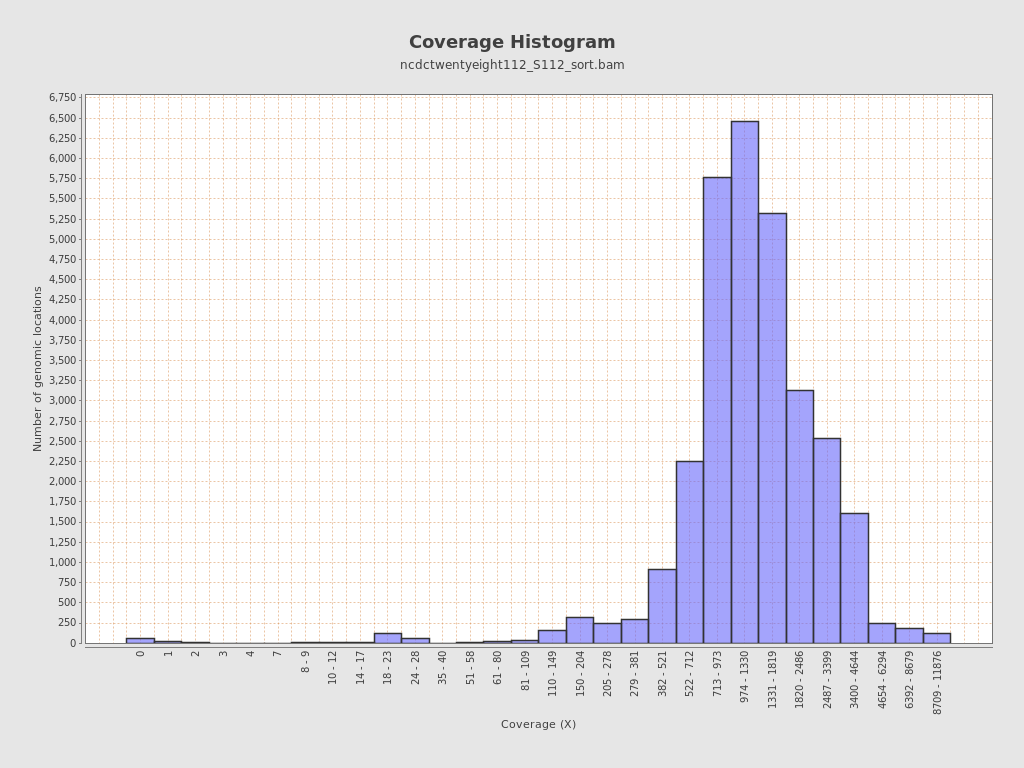 Coverage Histogram
ncdctwentyeight112_S112_sort.bam
Number of genomic locations
6,750
6,500
6,250
6,000
5,750
5,500
5,250
5,000
4,750
4,500
4,250
4,000
3,750
3,500
3,250
3,000
2,750
2,500
2,250
2,000
1,750
1,500
1,250
1,000
750
500
250
0
0
1
2
3
4
7
8 - 9
10 - 12
14 - 17
18 - 23
24 - 28
35 - 40
51 - 58
61 - 80
81 - 109
110 - 149
150 - 204
205 - 278
279 - 381
382 - 521
522 - 712
713 - 973
974 - 1330
1331 - 1819
1820 - 2486
2487 - 3399
3400 - 4644
4654 - 6294
6392 - 8679
8709 - 11876
Coverage (X)